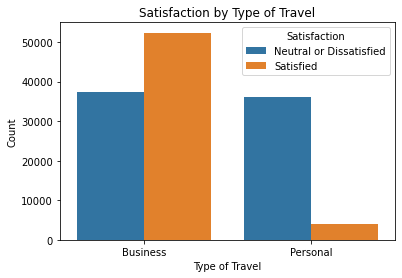 Satisfaction by Type of Travel
Satisfaction
Neutral or Dissatisfied
Satisfied
50000
40000
30000
20000
10000
0
Count
Business
Personal
Type of Travel